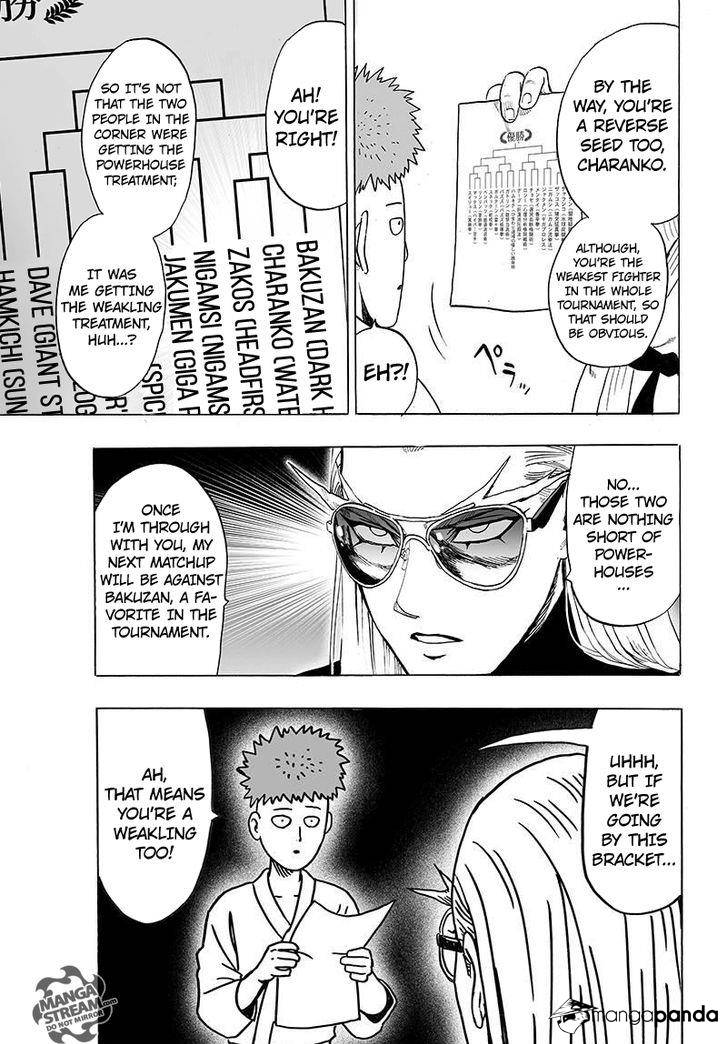 BY THE
WAY, YOU'RE
A REVERSE
SEED TOO,
CHARANKO.
ALTHOUGH,
YOU'RE THE
WEAKEST FIGHTER
IN THE WHOLE
TOURNAMENT, SO
THAT SHOULD
BE OBVIOUS.
ペラッ
EH?!
AH!
YOU'RE
RIGHT!
SO IT'S NOT
THAT THE TWO
PEOPLE IN THE
CORNER WERE
GETTING THE
POWERHOUSE
TREATMENT;
IT WAS
ME GETTING
THE WEAKLING
TREATMENT,
HUH...?
BAKUZAN (DARK H
CHARANKO (WATE
ZAKOS (HEADFIRS
NIGAMSI (NIGAMS
JAKUMEN (GIGA F
(SPIC
R'
LOG
DAVE (GIANT ST
HAMKICHI (SUN
NO...
THOSE TWO
ARE NOTHING
SHORT OF
POWER-
HOUSES
...
ONCE
I'M THROUGH
WITH YOU, MY
NEXT MATCHUP
WILL BE AGAINST
BAKUZAN, A FA-
VORITE IN THE
TOURNAMENT.
UHHH,
BUT IF
WE'RE
GOING
BY THIS
BRACKET...
AH,
THAT MEANS
YOU'RE A
WEAKLING
TOO!
MANGA
STREAM.com
DO NOT MIRROR
mangapanda